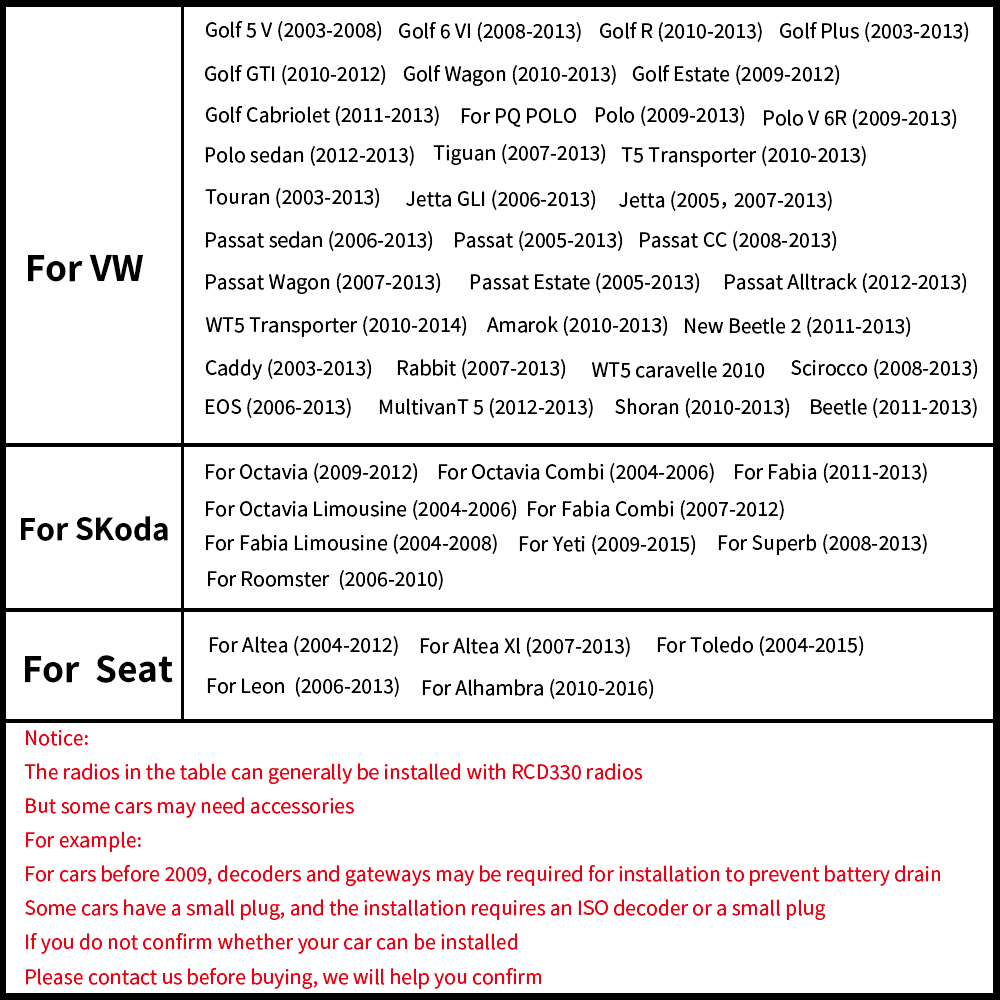 For VW
Golf 5 V (2003-2008) Golf 6 VI (2008-2013) Golf R (2010-2013) Golf Plus (2003-2013)
Golf GTI (2010-2012) Golf Wagon (2010-2013) Golf Estate (2009-2012)
Golf Cabriolet (2011-2013) For PQ POLO Polo (2009-2013) Polo V 6R (2009-2013)
Polo sedan (2012-2013) Tiguan (2007-2013) T5 Transporter (2010-2013)
Touran (2003-2013) Jetta GLI (2006-2013) Jetta (2005, 2007-2013)
Passat sedan (2006-2013) Passat (2005-2013) Passat CC (2008-2013)
Passat Wagon (2007-2013) Passat Estate (2005-2013) Passat Alltrack (2012-2013)
WT5 Transporter (2010-2014) Amarok (2010-2013) New Beetle 2 (2011-2013)
Caddy (2003-2013) Rabbit (2007-2013) WT5 caravelle 2010 Scirocco (2008-2013)
EOS (2006-2013) MultivanT 5 (2012-2013) Shoran (2010-2013) Beetle (2011-2013)
For SKoda
For Octavia (2009-2012) For Octavia Combi (2004-2006) For Fabia (2011-2013)
For Octavia Limousine (2004-2006) For Fabia Combi (2007-2012)
For Fabia Limousine (2004-2008) For Yeti (2009-2015) For Superb (2008-2013)
For Roomster (2006-2010)
For Seat
For Altea (2004-2012) For Altea Xl (2007-2013) For Toledo (2004-2015)
For Leon (2006-2013) For Alhambra (2010-2016)
Notice:
The radios in the table can generally be installed with RCD330 radios
But some cars may need accessories
For example:
For cars before 2009, decoders and gateways may be required for installation to prevent battery drain
Some cars have a small plug, and the installation requires an ISO decoder or a small plug
If you do not confirm whether your car can be installed
Please contact us before buying, we will help you confirm